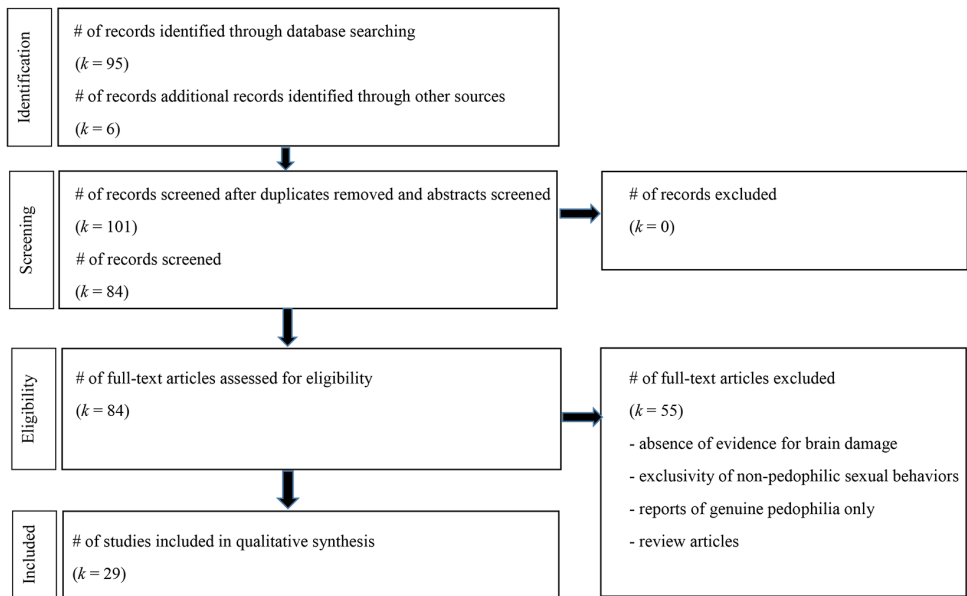 Identification
# of records identified through database searching
(k = 95)
# of records additional records identified through other sources
(k = 6)
Screening
# of records screened after duplicates removed and abstracts screened
(k = 101)
# of records screened
(k = 84)
# of records excluded
(k = 0)
Eligibility
# of full-text articles assessed for eligibility
(k = 84)
# of full-text articles excluded
(k = 55)
- absence of evidence for brain damage
- exclusivity of non-pedophilic sexual behaviors
- reports of genuine pedophilia only
- review articles
Included
# of studies included in qualitative synthesis
(k = 29)